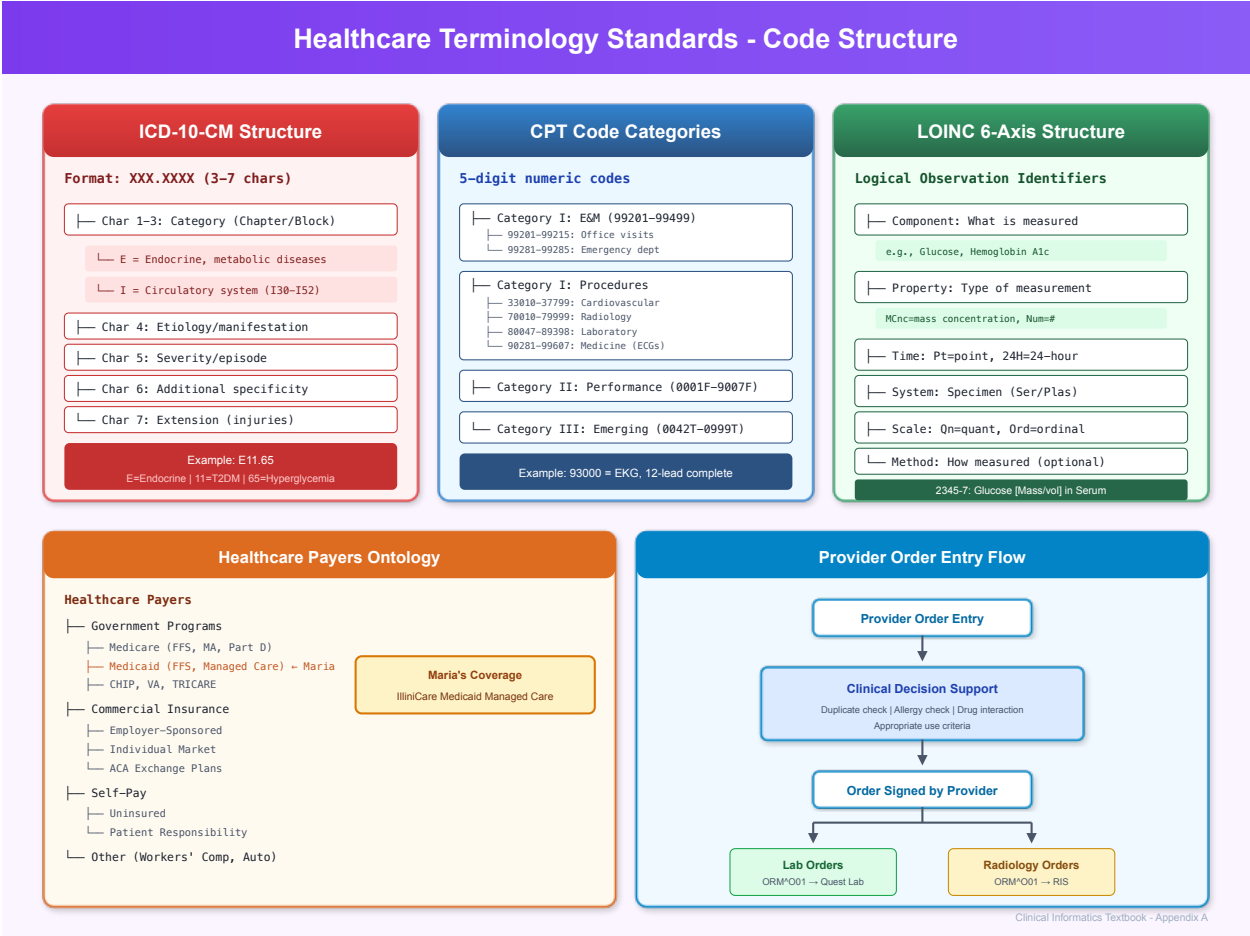 Healthcare Terminology Standards - Code Structure
ICD-10-CM Structure
Format: XXX.XXXX (3–7 chars)
├── Char 1–3: Category (Chapter/Block)
└── E = Endocrine, metabolic diseases
└── I = Circulatory system (I30–I52)
├── Char 4: Etiology/manifestation
├── Char 5: Severity/episode
├── Char 6: Additional specificity
└── Char 7: Extension (injuries)
Example: E11.65
E=Endocrine | 11=T2DM | 65=Hyperglycemia
CPT Code Categories
5–digit numeric codes
├── Category I: E&M (99201–99499)
├── 99201–99215: Office visits
└── 99281–99285: Emergency dept
├── Category I: Procedures
├── 33010–37799: Cardiovascular
├── 70010–79999: Radiology
├── 80047–89398: Laboratory
└── 90281–99607: Medicine (ECGs)
├── Category II: Performance (0001F–9007F)
└── Category III: Emerging (0042T–0999T)
Example: 93000 = EKG, 12-lead complete
LOINC 6-Axis Structure
Logical Observation Identifiers
├── Component: What is measured
e.g., Glucose, Hemoglobin A1c
├── Property: Type of measurement
MCnc=mass concentration, Num=#
├── Time: Pt=point, 24H=24–hour
├── System: Specimen (Ser/Plas)
├── Scale: Qn=quant, Ord=ordinal
└── Method: How measured (optional)
2345-7: Glucose [Mass/vol] in Serum
Healthcare Payers Ontology
Healthcare Payers
├── Government Programs
├── Medicare (FFS, MA, Part D)
├── Medicaid (FFS, Managed Care) ← Maria
├── CHIP, VA, TRICARE
├── Commercial Insurance
├── Employer–Sponsored
├── Individual Market
└── ACA Exchange Plans
├── Self–Pay
├── Uninsured
└── Patient Responsibility
└── Other (Workers' Comp, Auto)
Maria's Coverage
IlliniCare Medicaid Managed Care
Provider Order Entry Flow
Provider Order Entry
Clinical Decision Support
Duplicate check | Allergy check | Drug interaction
Appropriate use criteria
Order Signed by Provider
Lab Orders
ORM^O01 → Quest Lab
Radiology Orders
ORM^O01 → RIS
Clinical Informatics Textbook - Appendix A